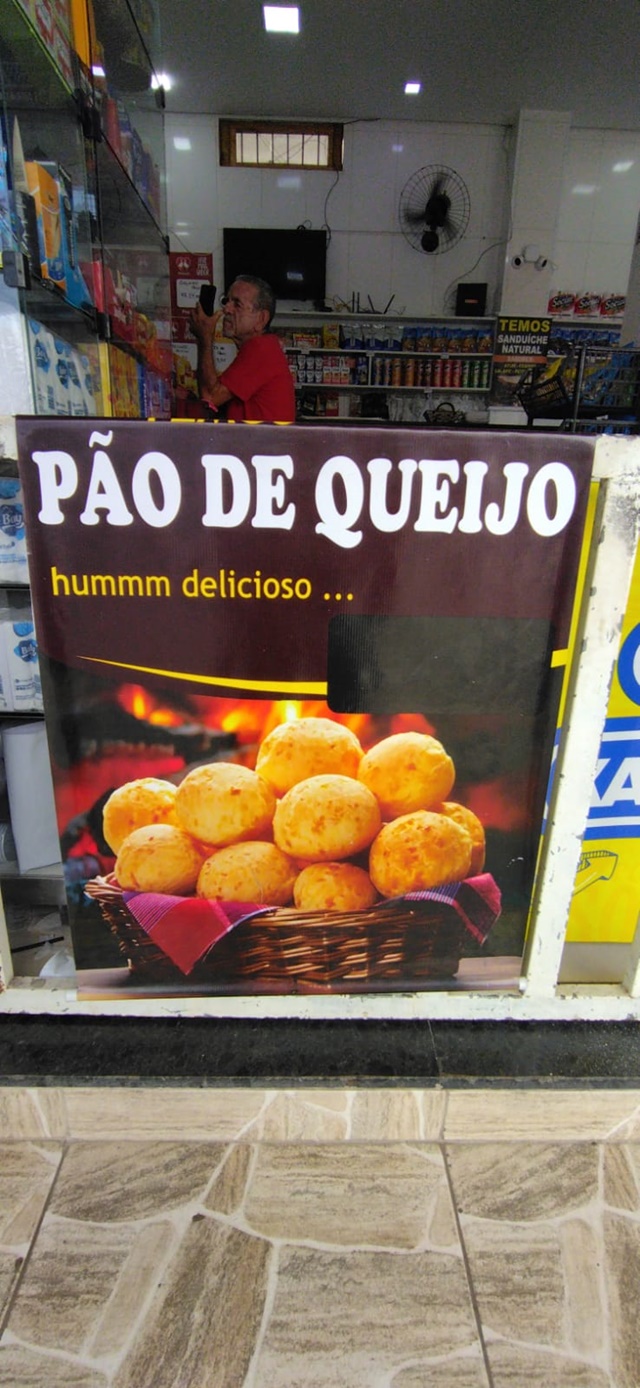 TEMOS
SANDUÍCHE
NATURAL
PÃO DE QUEIJO
hummm delicioso ...